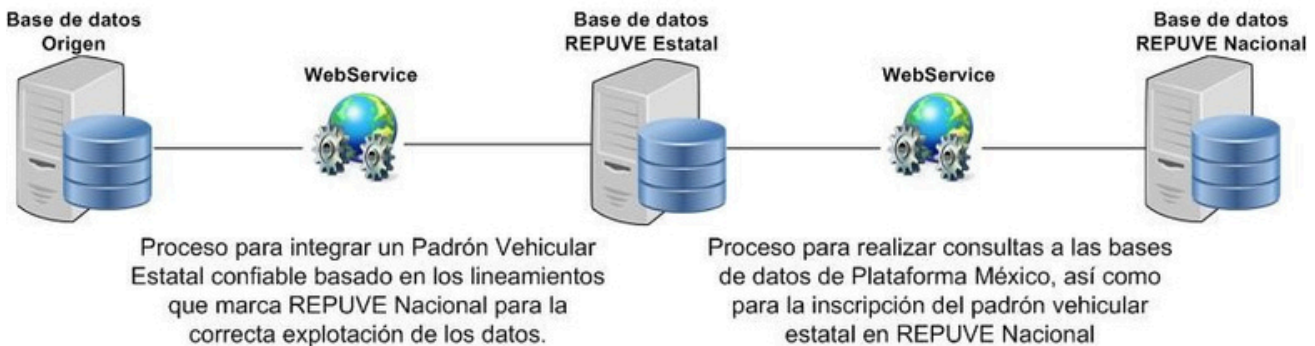 Base de datos
Origen
WebService
Base de datos
REPUVE Estatal
WebService
Base de datos
REPUVE Nacional
Proceso para integrar un Padrón Vehicular
Estatal confiable basado en los lineamientos
que marca REPUVE Nacional para la
correcta explotación de los datos.
Proceso para realizar consultas a las bases
de datos de Plataforma México, así como
para la inscripción del padrón vehicular
estatal en REPUVE Nacional